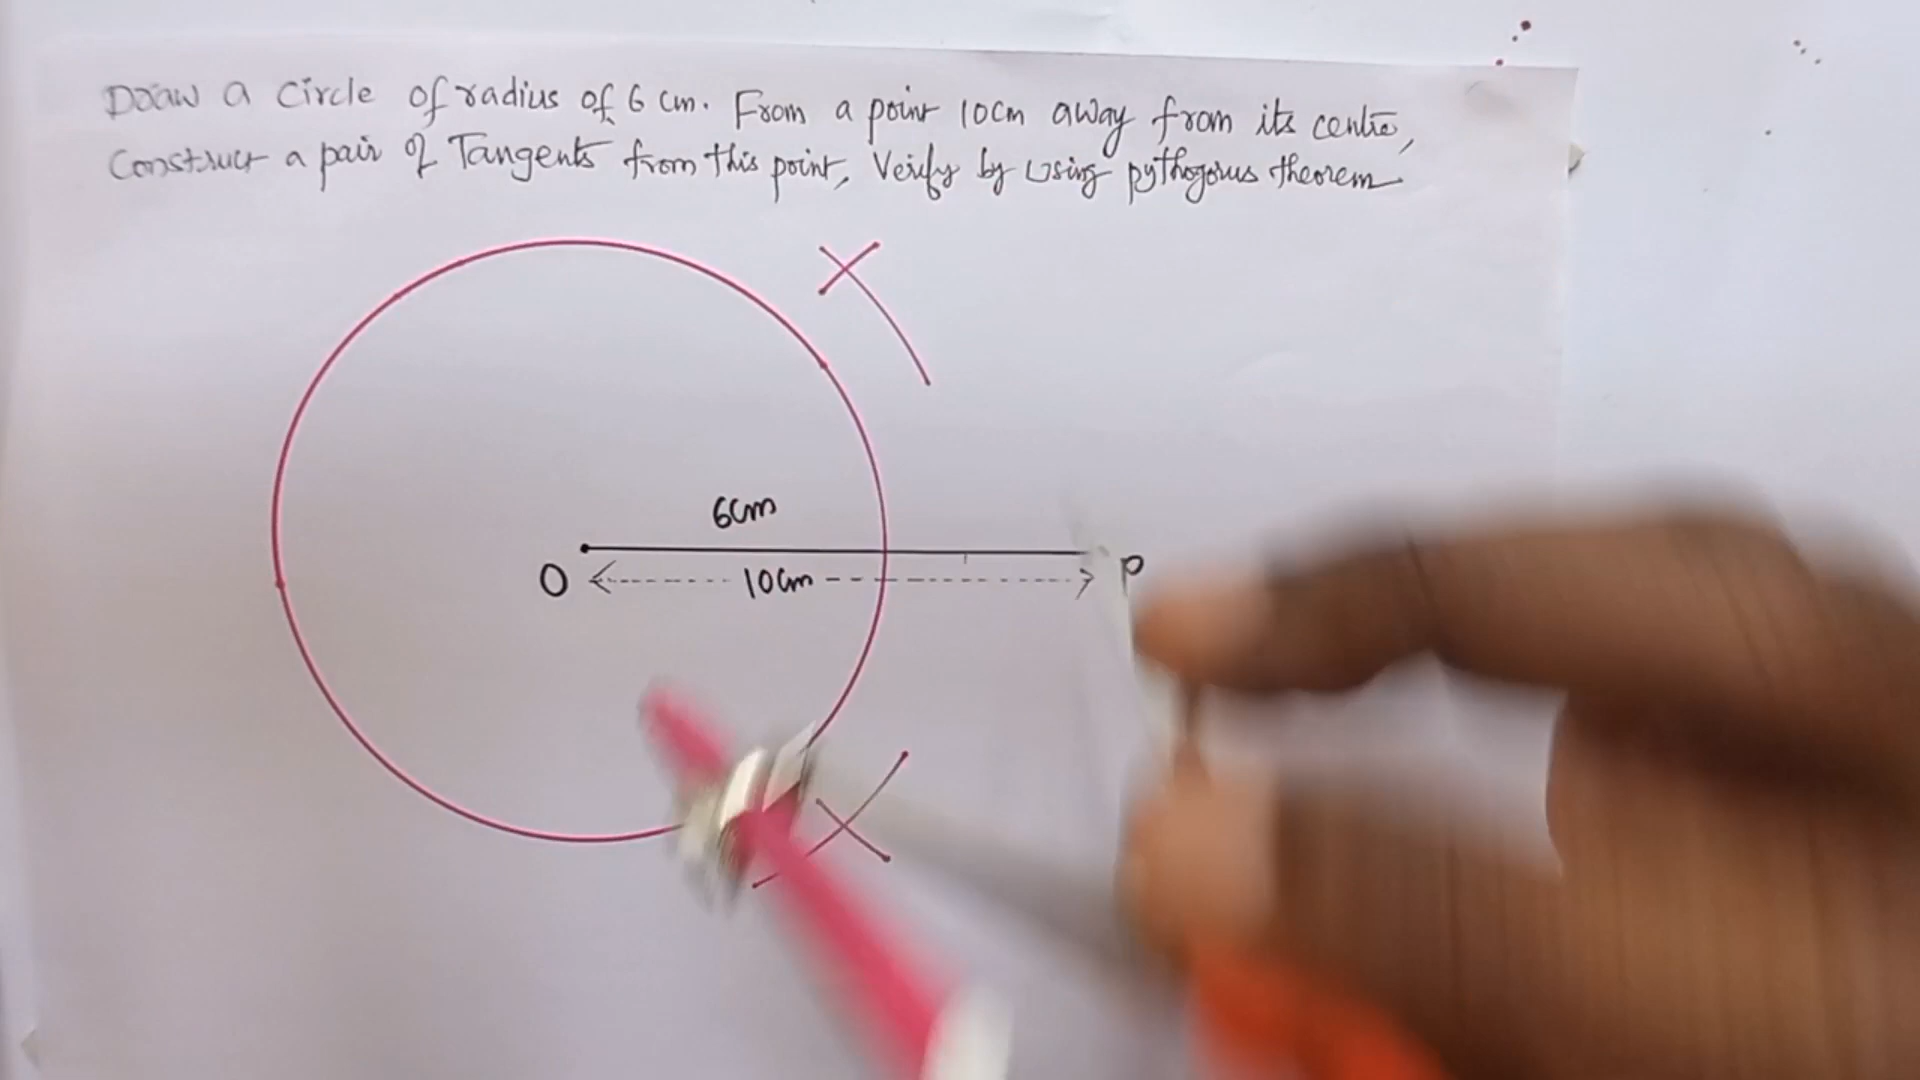 Draw a circle of radius of 6 cm. From a point 10cm away from its centre,
Construct a pair of Tangents from this point, Verify by Using pythogorus theorem
6cm
O 10cm P